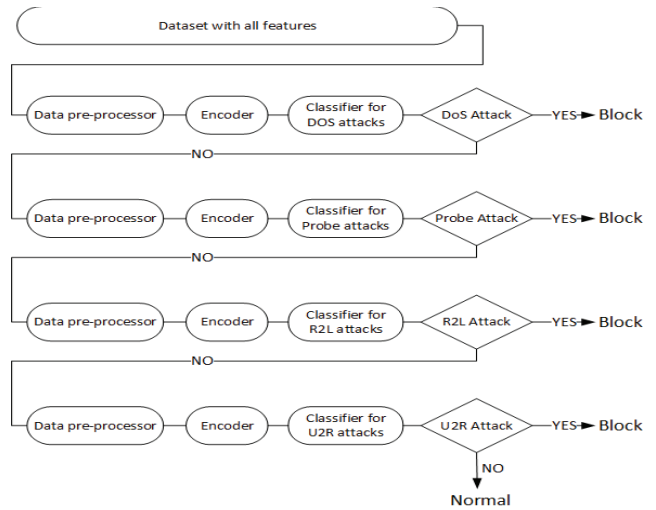 Dataset with all features
Data pre-processor
Encoder
Classifier for
DOS attacks
DoS Attack
YES
Block
NO
Data pre-processor
Encoder
Classifier for
Probe attacks
Probe Attack
YES
Block
NO
Data pre-processor
Encoder
Classifier for
R2L attacks
R2L Attack
YES
Block
NO
Data pre-processor
Encoder
Classifier for
U2R attacks
U2R Attack
YES
Block
NO
Normal